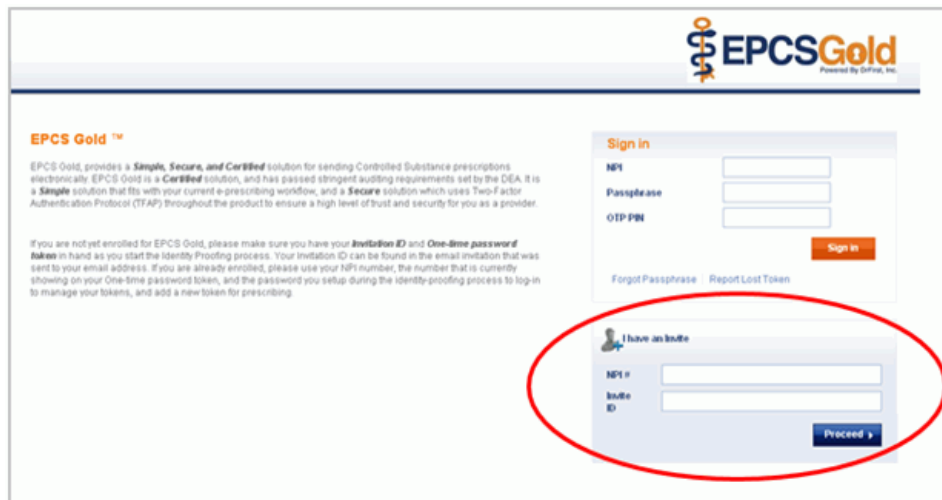 EPCSGold
Powered By DrFirst, Inc.
EPCS Gold ™
EPCS Gold, provides a Simple, Secure, and Certified solution for sending Controlled Substance prescriptions
electronically. EPCS Gold is a Certified solution, and has passed stringent auditing requirements set by the DEA. It is
a Simple solution that fits with your current e-prescribing workflow, and a Secure solution which uses Two-Factor
Authentication Protocol (TFAP) throughout the product to ensure a high level of trust and security for you as a provider.
If you are not yet enrolled for EPCS Gold, please make sure you have your Invitation ID and One-time password
token in hand as you start the Identity Proofing process. Your Invitation ID can be found in the email invitation that was
sent to your email address. If you are already enrolled, please use your NPI number, the number that is currently
showing on your One-time password token, and the password you setup during the identity-proofing process to log-in
to manage your tokens, and add a new token for prescribing.
Sign in
NPI
Passphrase
OTP PIN
Sign in
Forgot Passphrase | Report Lost Token
I have an Invite
NPI #
Invite
ID
Proceed